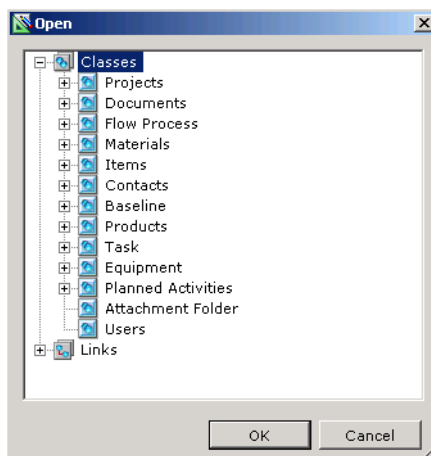 Open
Classes
Projects
Documents
Flow Process
Materials
Items
Contacts
Baseline
Products
Task
Equipment
Planned Activities
Attachment Folder
Users
Links
OK Cancel